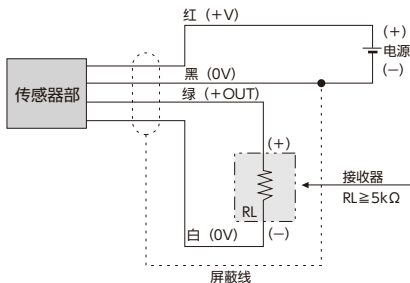 红（+V）
（+）
电源
（−）
黑（0V）
绿（+OUT）
传感器部
（+）
接收器
RL≧5kΩ
RL
白（0V）
（−）
屏蔽线